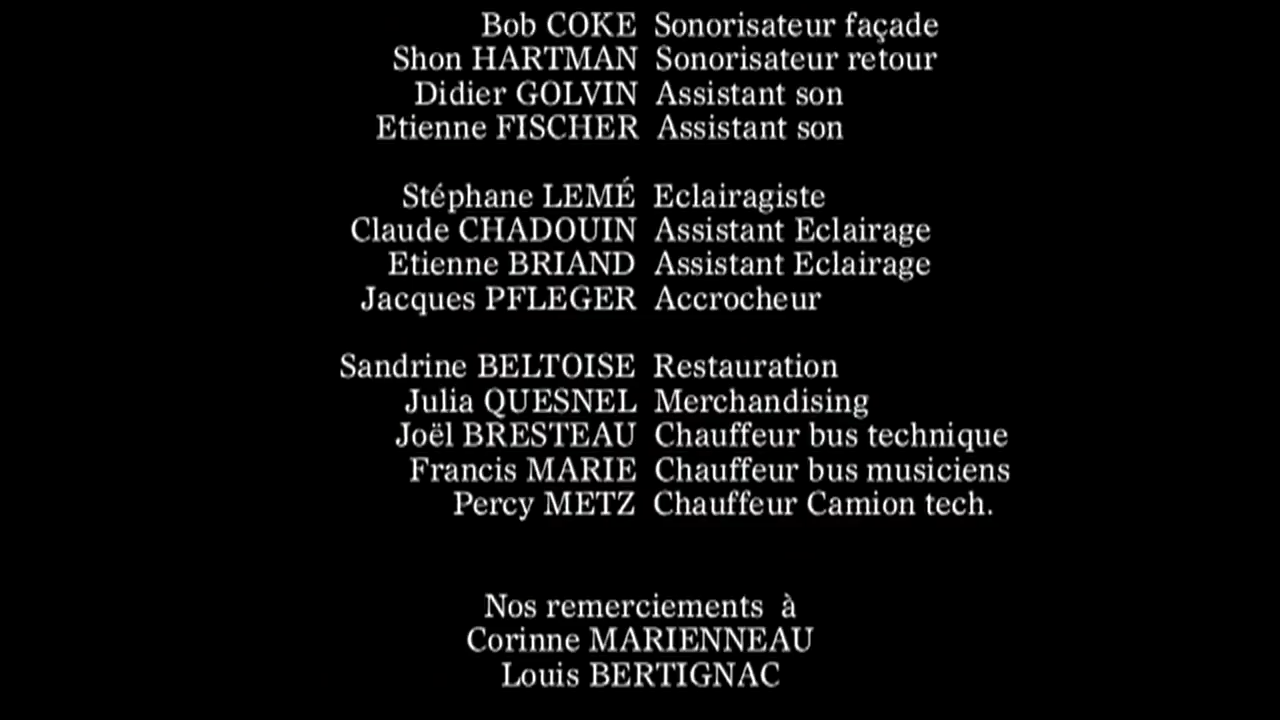 Bob COKE Sonorisateur façade
Shon HARTMAN Sonorisateur retour
Didier GOLVIN Assistant son
Etienne FISCHER Assistant son
Stéphane LEMÉ Eclairagiste
Claude CHADOUIN Assistant Eclairage
Etienne BRIAND Assistant Eclairage
Jacques PFLEGER Accrocheur
Sandrine BELTOISE Restauration
Julia QUESNEL Merchandising
Joël BRESTEAU Chauffeur bus technique
Francis MARIE Chauffeur bus musiciens
Percy METZ Chauffeur Camion tech.
Nos remerciements à
Corinne MARIENNEAU
Louis BERTIGNAC